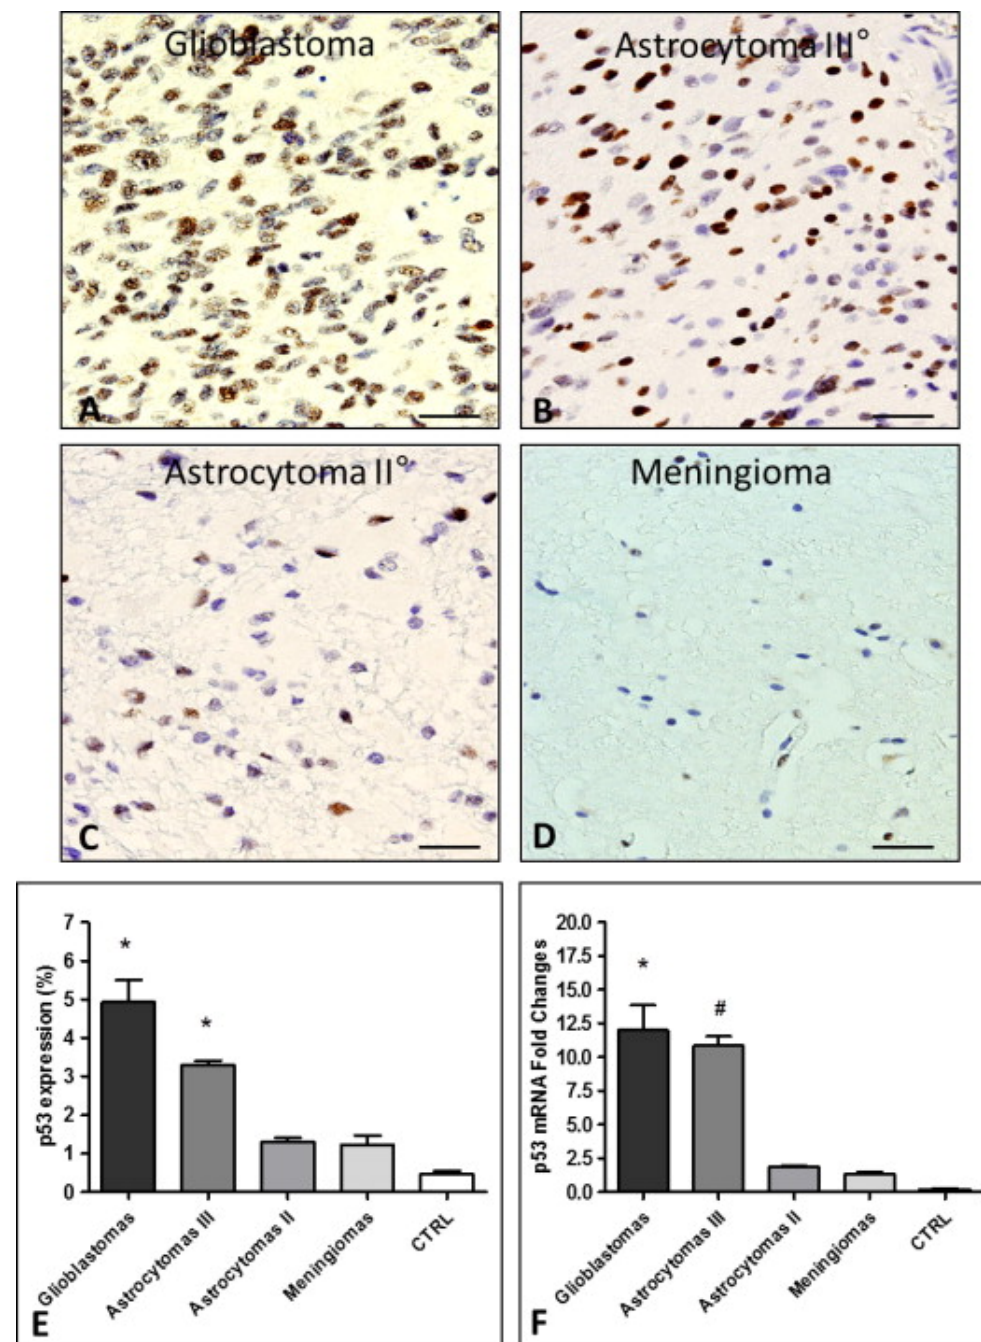 Glioblastoma
A
Astrocytoma III°
B
Astrocytoma II°
C
Meningioma
D
p53 expression (%)
7
6
5
4
3
2
1
0
*
*
Glioblastomas
Astrocytomas III
Astrocytomas II
Meningiomas
CTRL
E
p53 mRNA Fold Changes
20.0
17.5
15.0
12.5
10.0
7.5
5.0
2.5
0.0
*
#
Glioblastomas
Astrocytomas III
Astrocytomas II
Meningiomas
CTRL
F